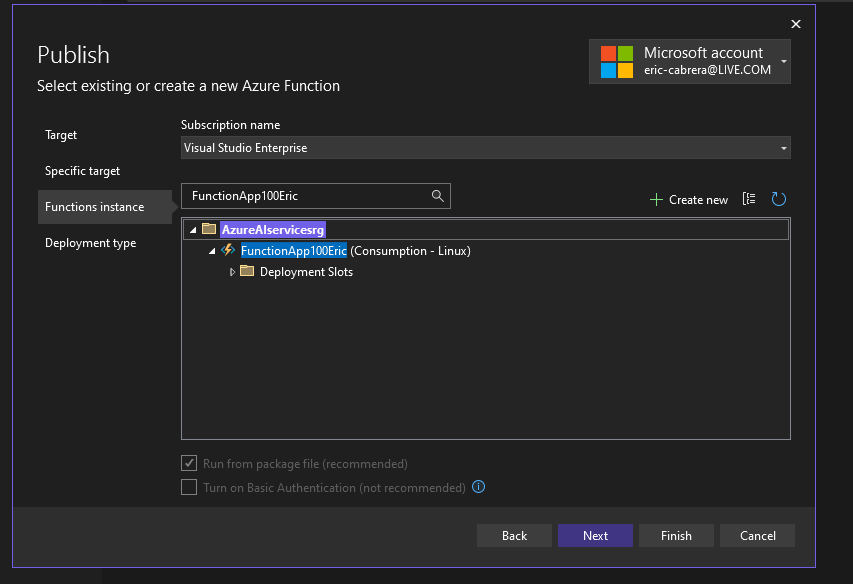 Publish
Select existing or create a new Azure Function
Microsoft account
eric-cabrera@LIVE.COM
Target
Specific target
Functions instance
Deployment type
Subscription name
Visual Studio Enterprise
FunctionApp100Eric
Create new
AzureAIservicesrg
FunctionApp100Eric (Consumption - Linux)
Deployment Slots
Run from package file (recommended)
Turn on Basic Authentication (not recommended)
Back
Next
Finish
Cancel